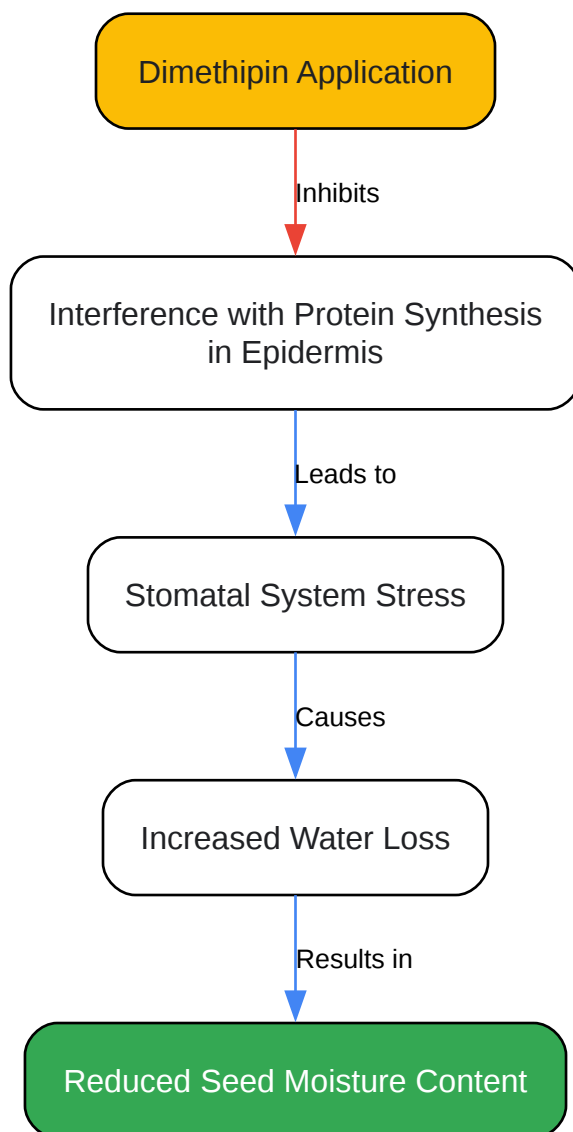 Dimethipin Application
Inhibits
Interference with Protein Synthesis
in Epidermis
Leads to
Stomatal System Stress
Causes
Increased Water Loss
Results in
Reduced Seed Moisture Content